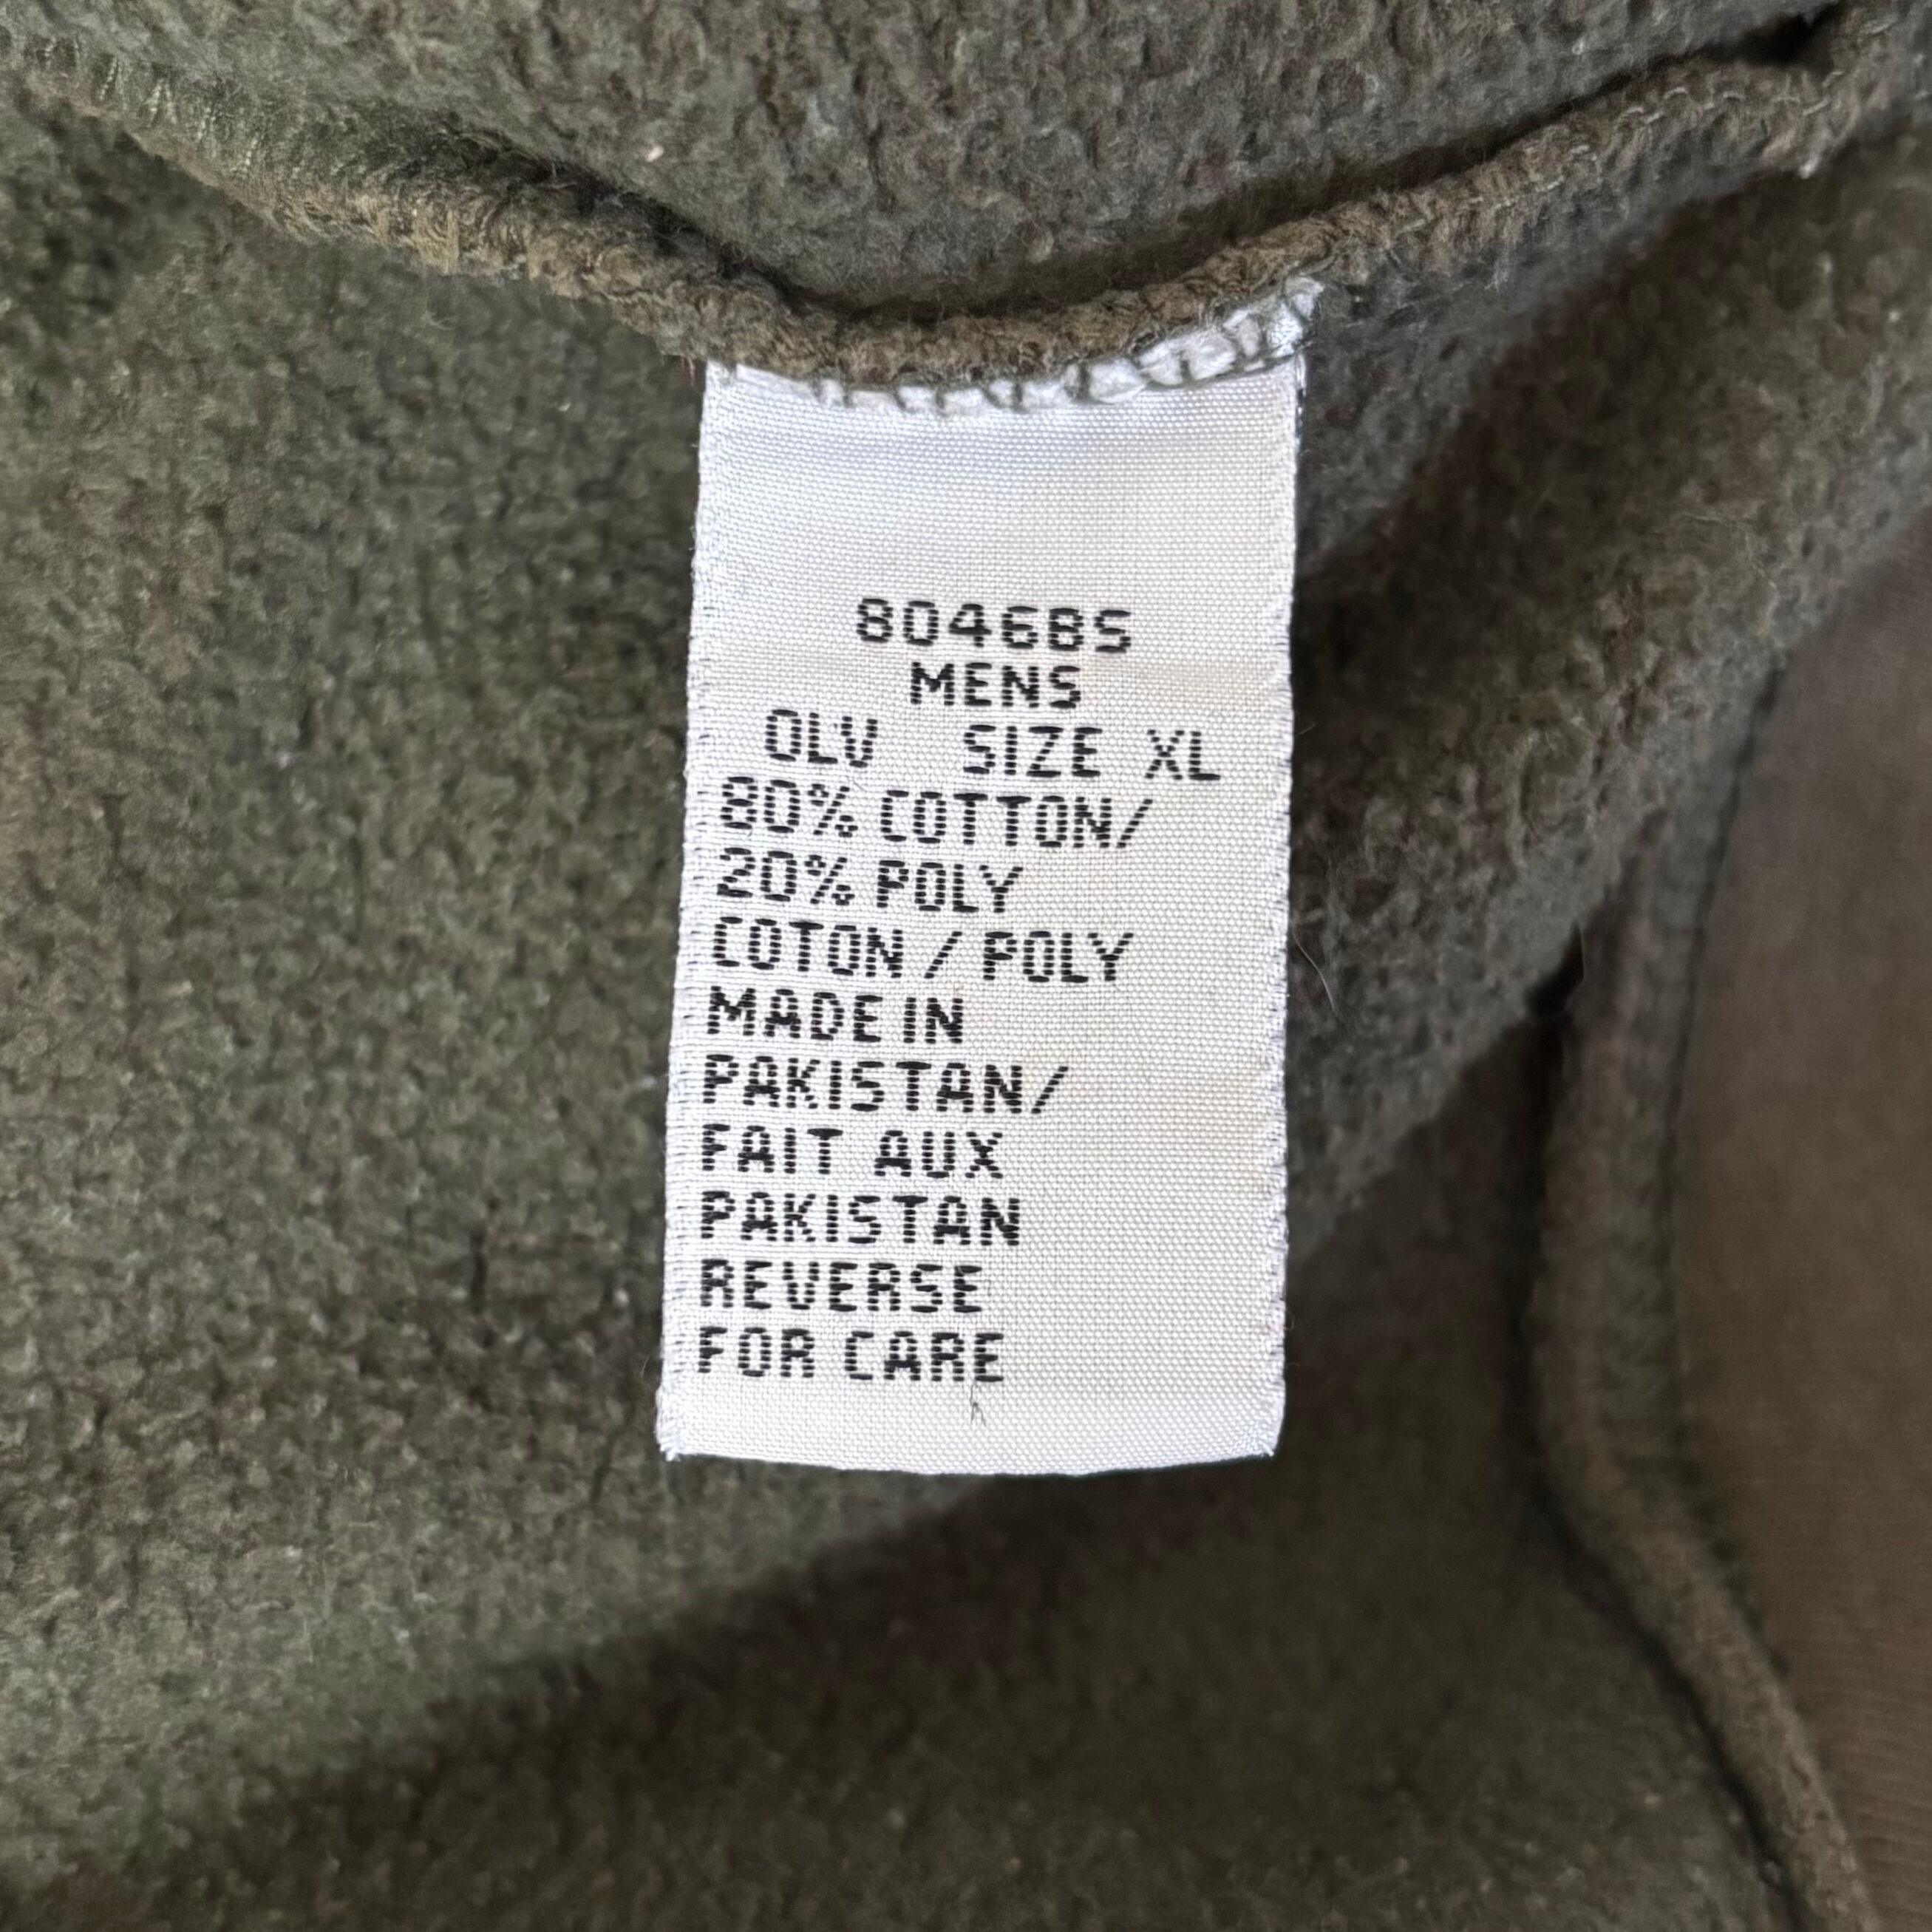 8046BS
MENS
OLV SIZE XL
80% COTTON/
20% POLY
COTON / POLY
MADE IN
PAKISTAN/
FAIT AUX
PAKISTAN
REVERSE
FOR CARE